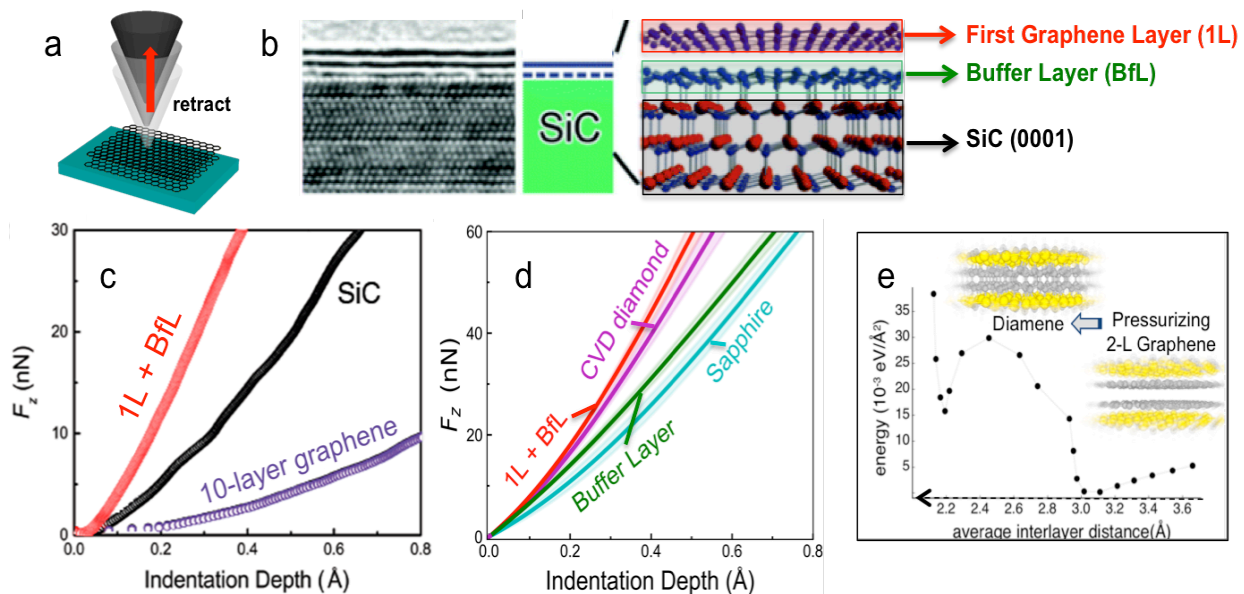 a
retract
b
SiC
First Graphene Layer (1L)
Buffer Layer (BfL)
SiC (0001)
c
30
20
10
0
F_z (nN)
1L + BfL
SiC
10-layer graphene
0.0 0.2 0.4 0.6 0.8
Indentation Depth (Å)
d
60
40
20
0
F_z (nN)
1L + BfL
CVD diamond
Buffer Layer
Sapphire
0.0 0.2 0.4 0.6 0.8
Indentation Depth (Å)
e
35
30
25
20
15
10
5
energy (10⁻³ eV/Å²)
Diamene
Pressurizing
2-L Graphene
2.2 2.4 2.6 2.8 3.0 3.2 3.4 3.6
average interlayer distance(Å)